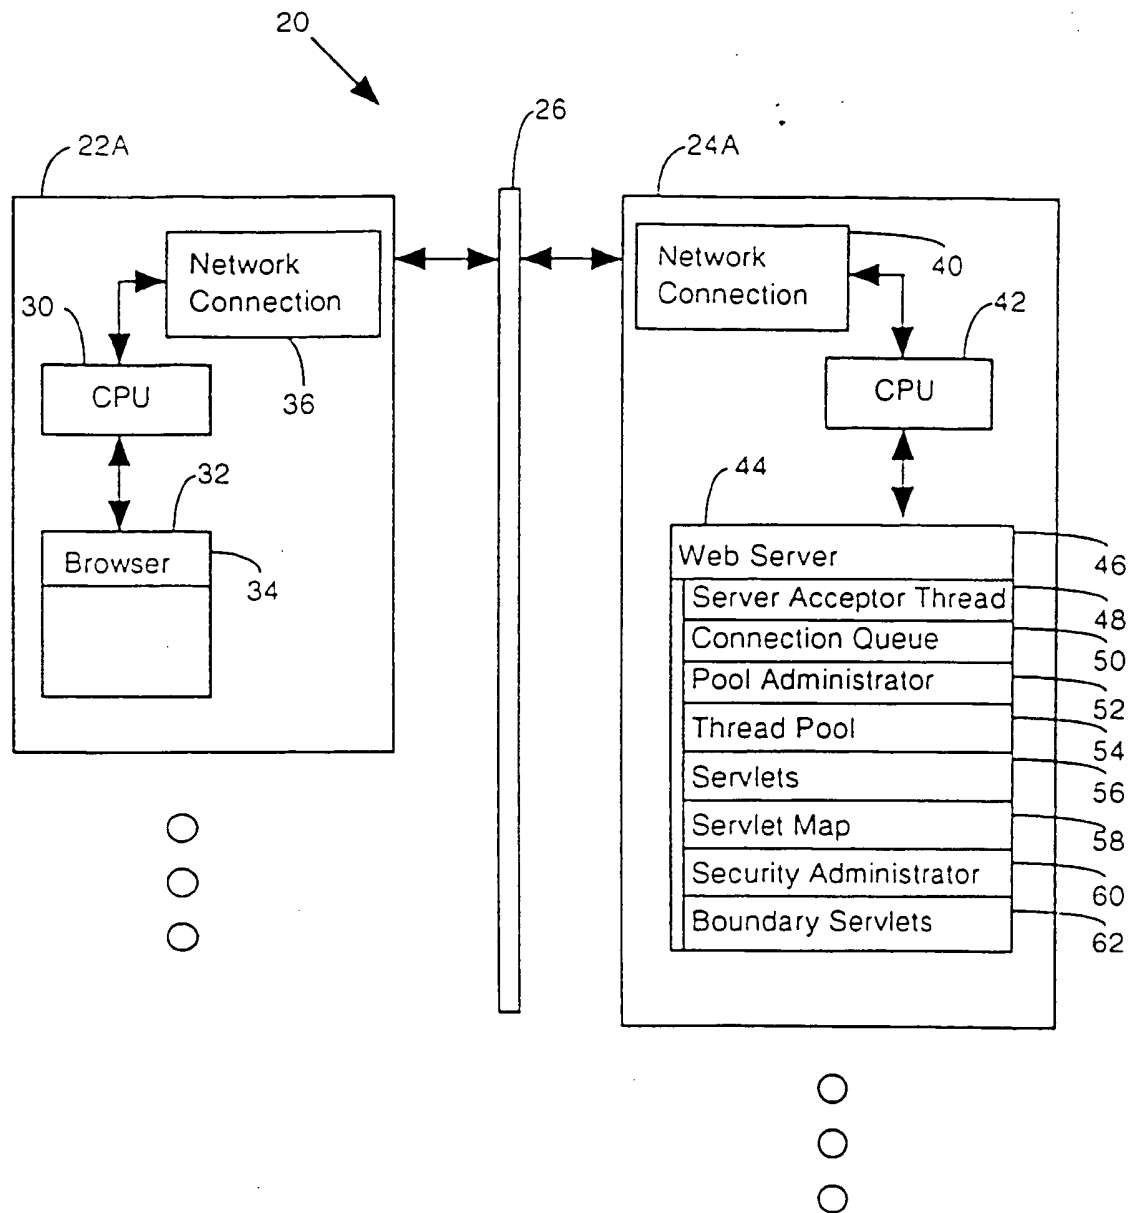 20
26
22A
24A
Network
Connection
Network
Connection
40
30
42
CPU
36
CPU
32
44
Browser
34
Web Server
46
Server Acceptor Thread
48
Connection Queue
50
Pool Administrator
52
Thread Pool
54
Servlets
56
Servlet Map
58
Security Administrator
60
Boundary Servlets
62